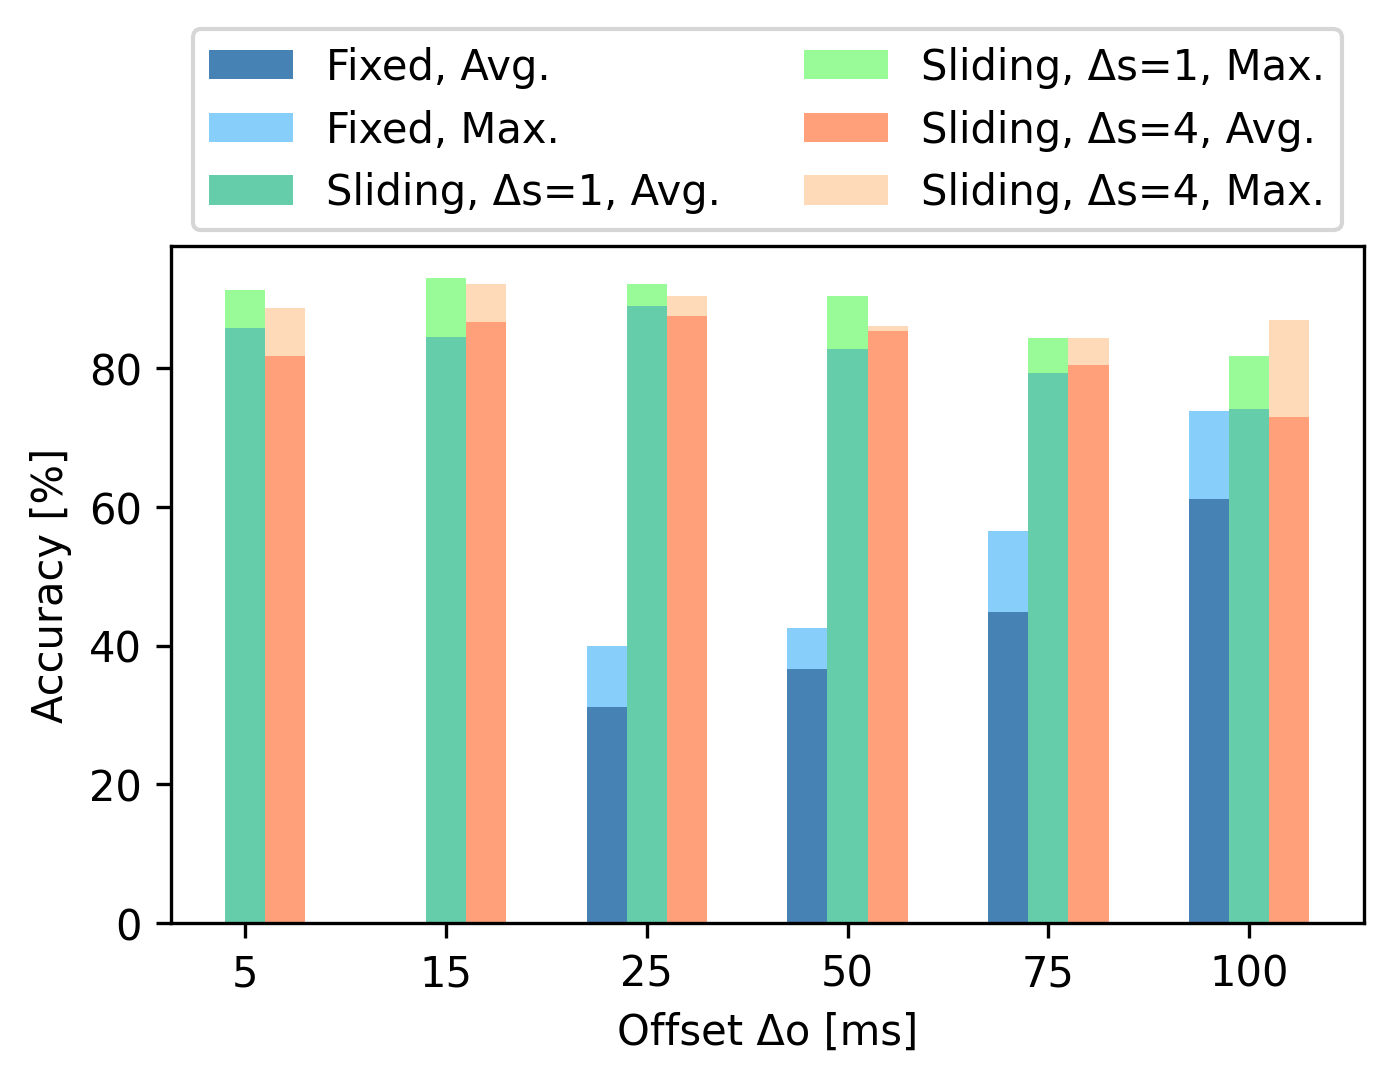 Fixed, Avg.
Fixed, Max.
Sliding, Δs=1, Avg.
Sliding, Δs=1, Max.
Sliding, Δs=4, Avg.
Sliding, Δs=4, Max.
Accuracy [%]
80
60
40
20
0
5 15 25 50 75 100
Offset Δo [ms]